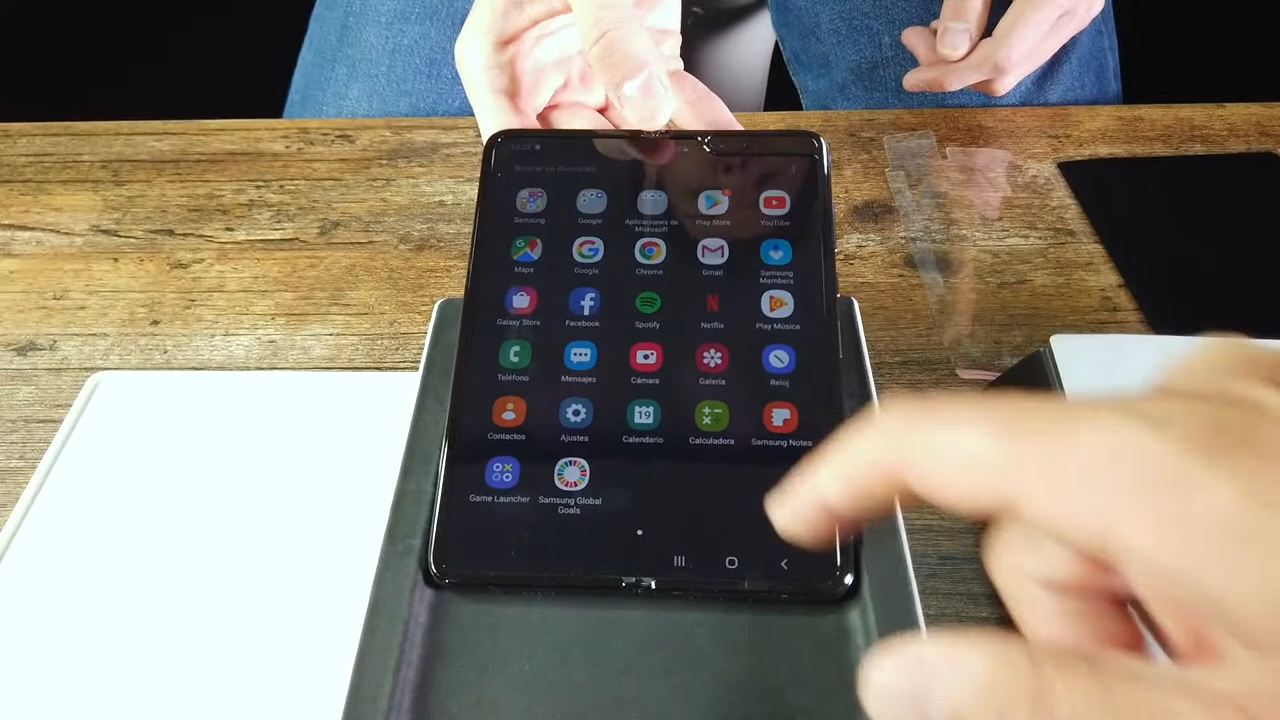 Samsung
Google
Aplicaciones de
Microsoft
Play Store
YouTube
Maps
Google
Chrome
Gmail
Samsung
Members
Galaxy Store
Facebook
Spotify
Netflix
Play Música
Teléfono
Mensajes
Cámara
Galería
Reloj
Contactos
Ajustes
19
Calendario
Calculadora
Samsung Notes
Game Launcher
Samsung Global
Goals